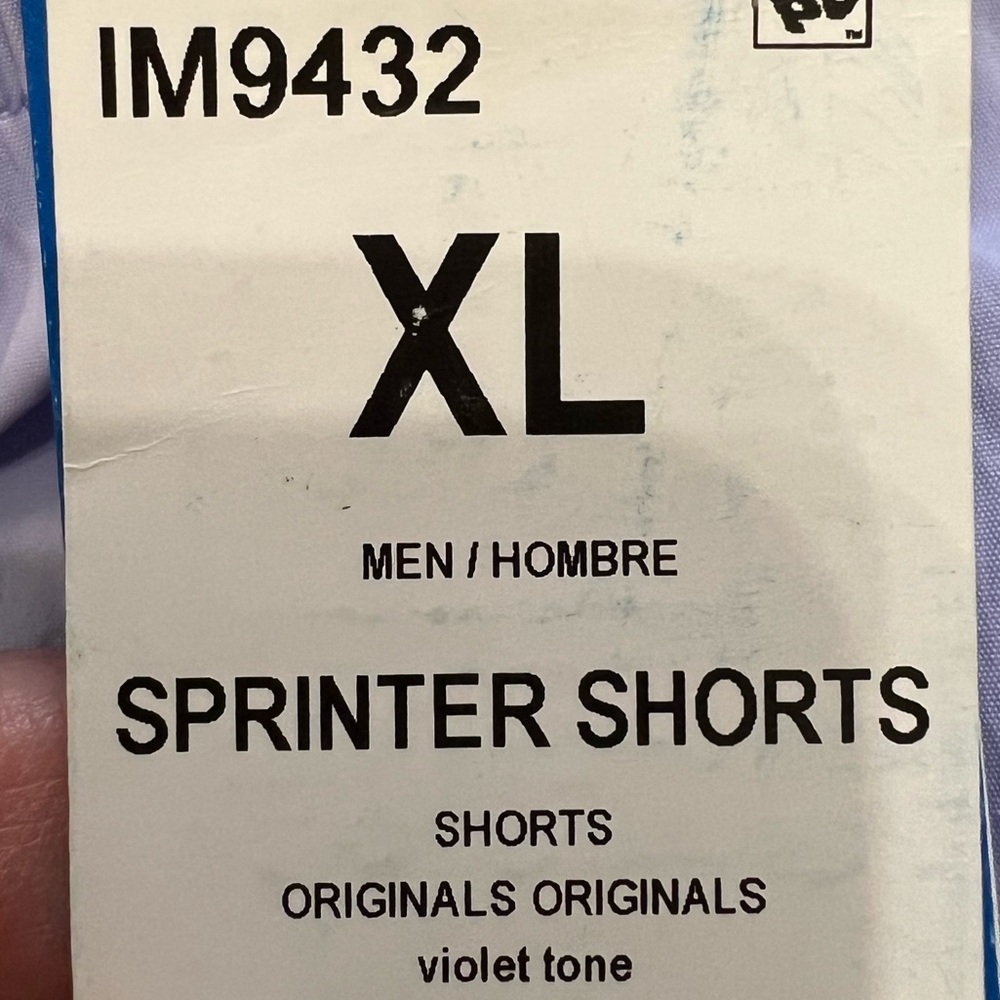 IM9432
XL
MEN / HOMBRE
SPRINTER SHORTS
SHORTS
ORIGINALS ORIGINALS
violet tone